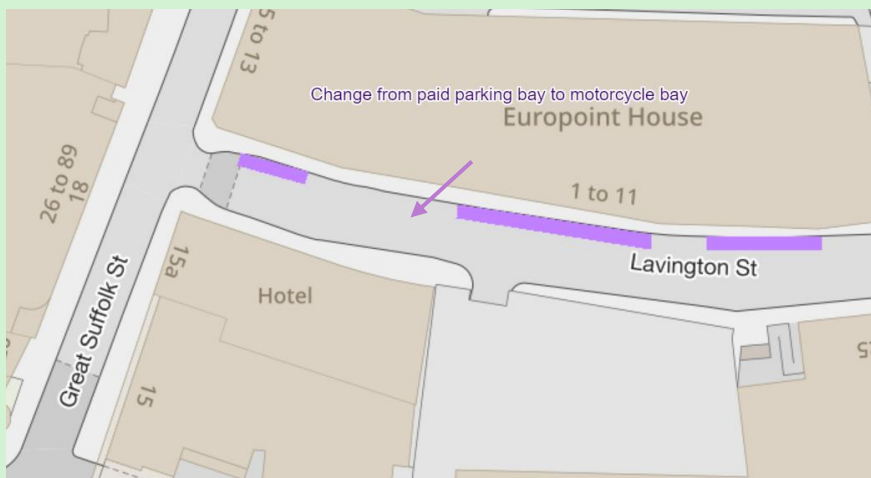 5 to 13
Change from paid parking bay to motorcycle bay
Europoint House
26 to 89
18
1 to 11
15a
Lavington St
Hotel
Great Suffolk St
15
25